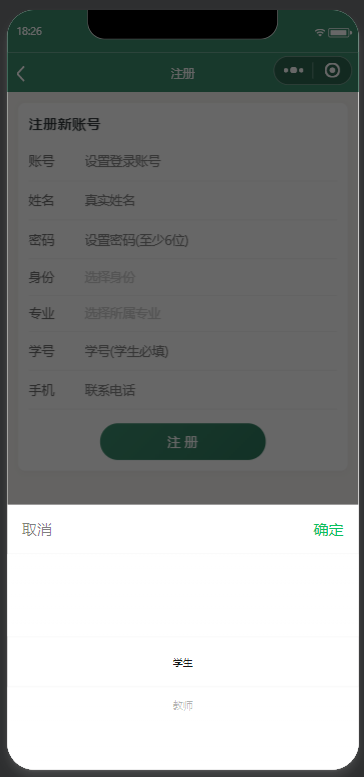 18:26
注册
注册新账号
账号 设置登录账号
姓名 真实姓名
密码 设置密码(至少6位)
身份 选择身份
专业 选择所属专业
学号 学号(学生必填)
手机 联系电话
注 册
取消 确定
学生
教师